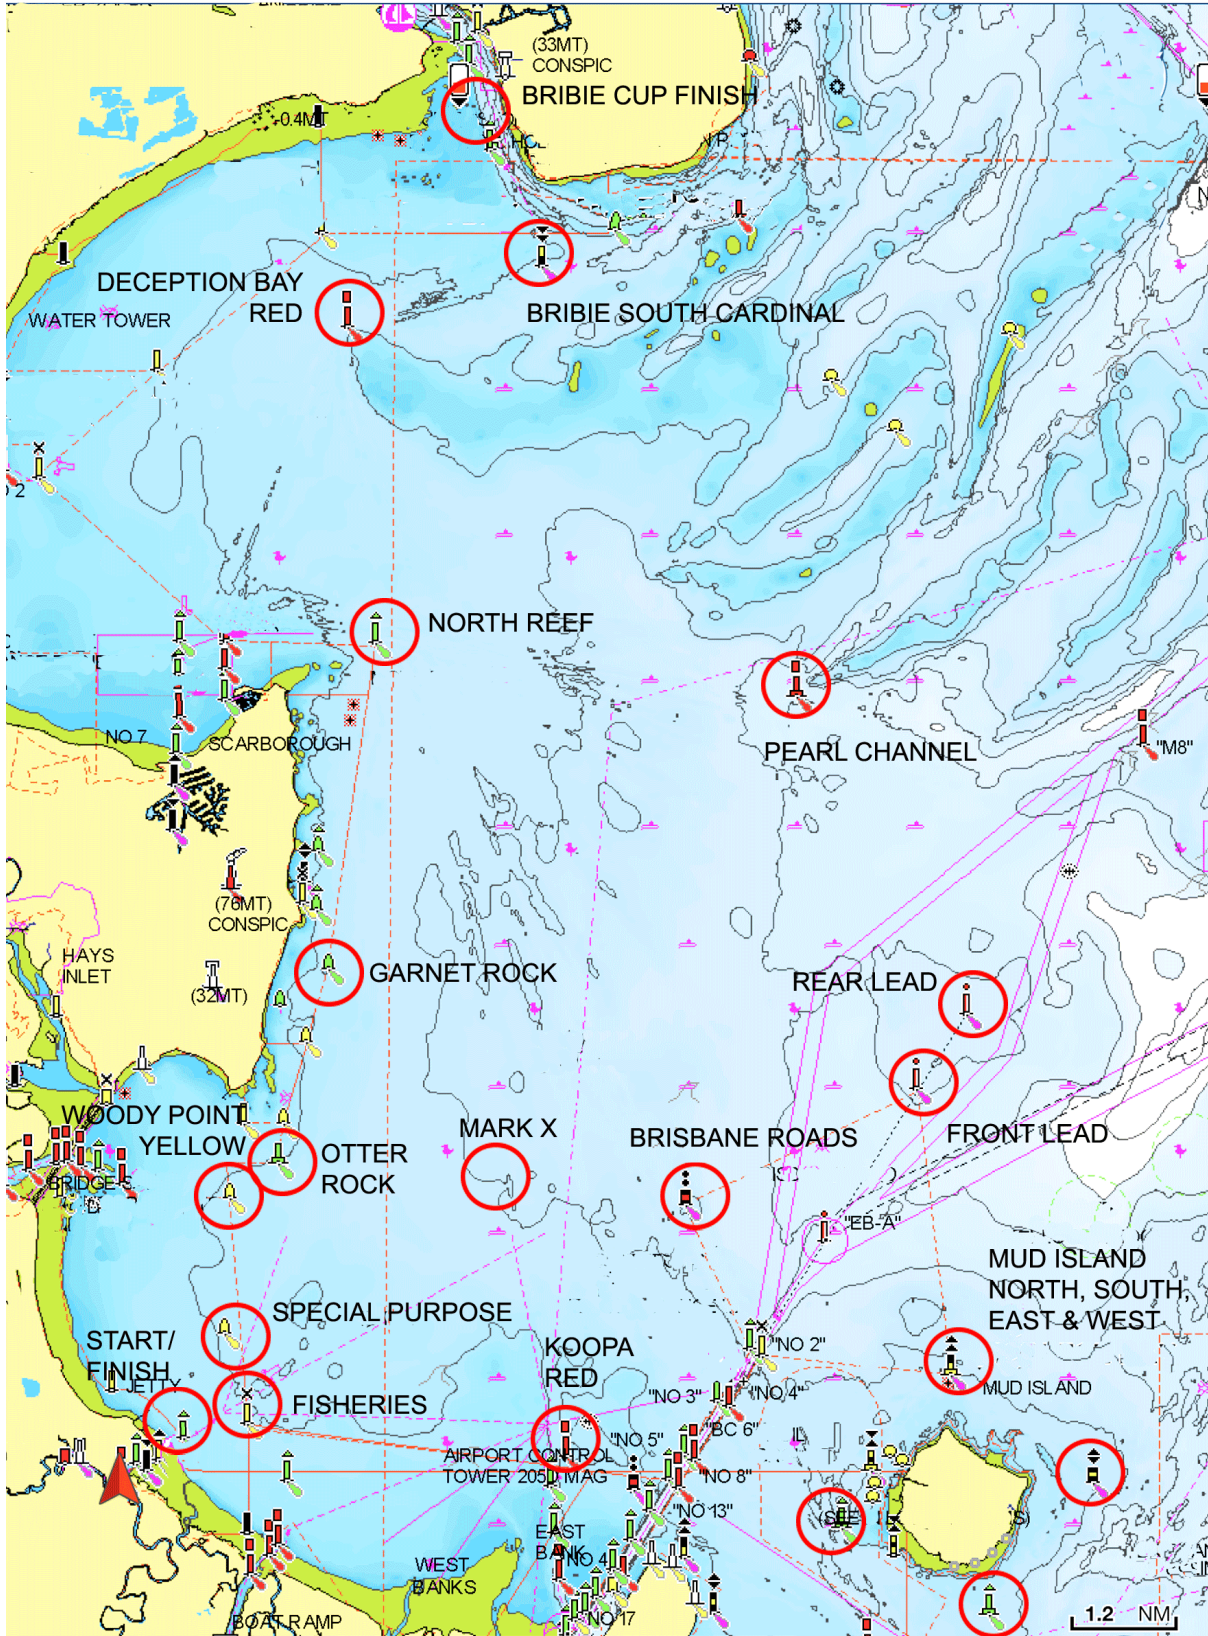 (33MT)
CONSPIC
BRIBIE CUP FINISH
-0.4MT
DECEPTION BAY
RED
WATER TOWER
BRIBIE SOUTH CARDINAL
2
NORTH REEF
NO 7
SCARBOROUGH
PEARL CHANNEL
"M8"
(76MT)
CONSPIC
HAYS
INLET
(32MT)
GARNET ROCK
REAR LEAD
WOODY POINT
YELLOW
OTTER
ROCK
MARK X
BRISBANE ROADS
FRONT LEAD
BRIDGES
"EB-A"
MUD ISLAND
NORTH, SOUTH,
EAST & WEST
SPECIAL PURPOSE
START/
FINISH
JETTY
FISHERIES
KOOPA
RED
"NO 2"
"NO 3"
"NO 4"
MUD ISLAND
"BC 6"
"NO 5"
AIRPORT CONTROL
TOWER 205D MAG
"NO 8"
"NO 13"
EAST
BANK
NO 4
WEST
BANKS
BOAT RAMP
NO 17
1.2 NM